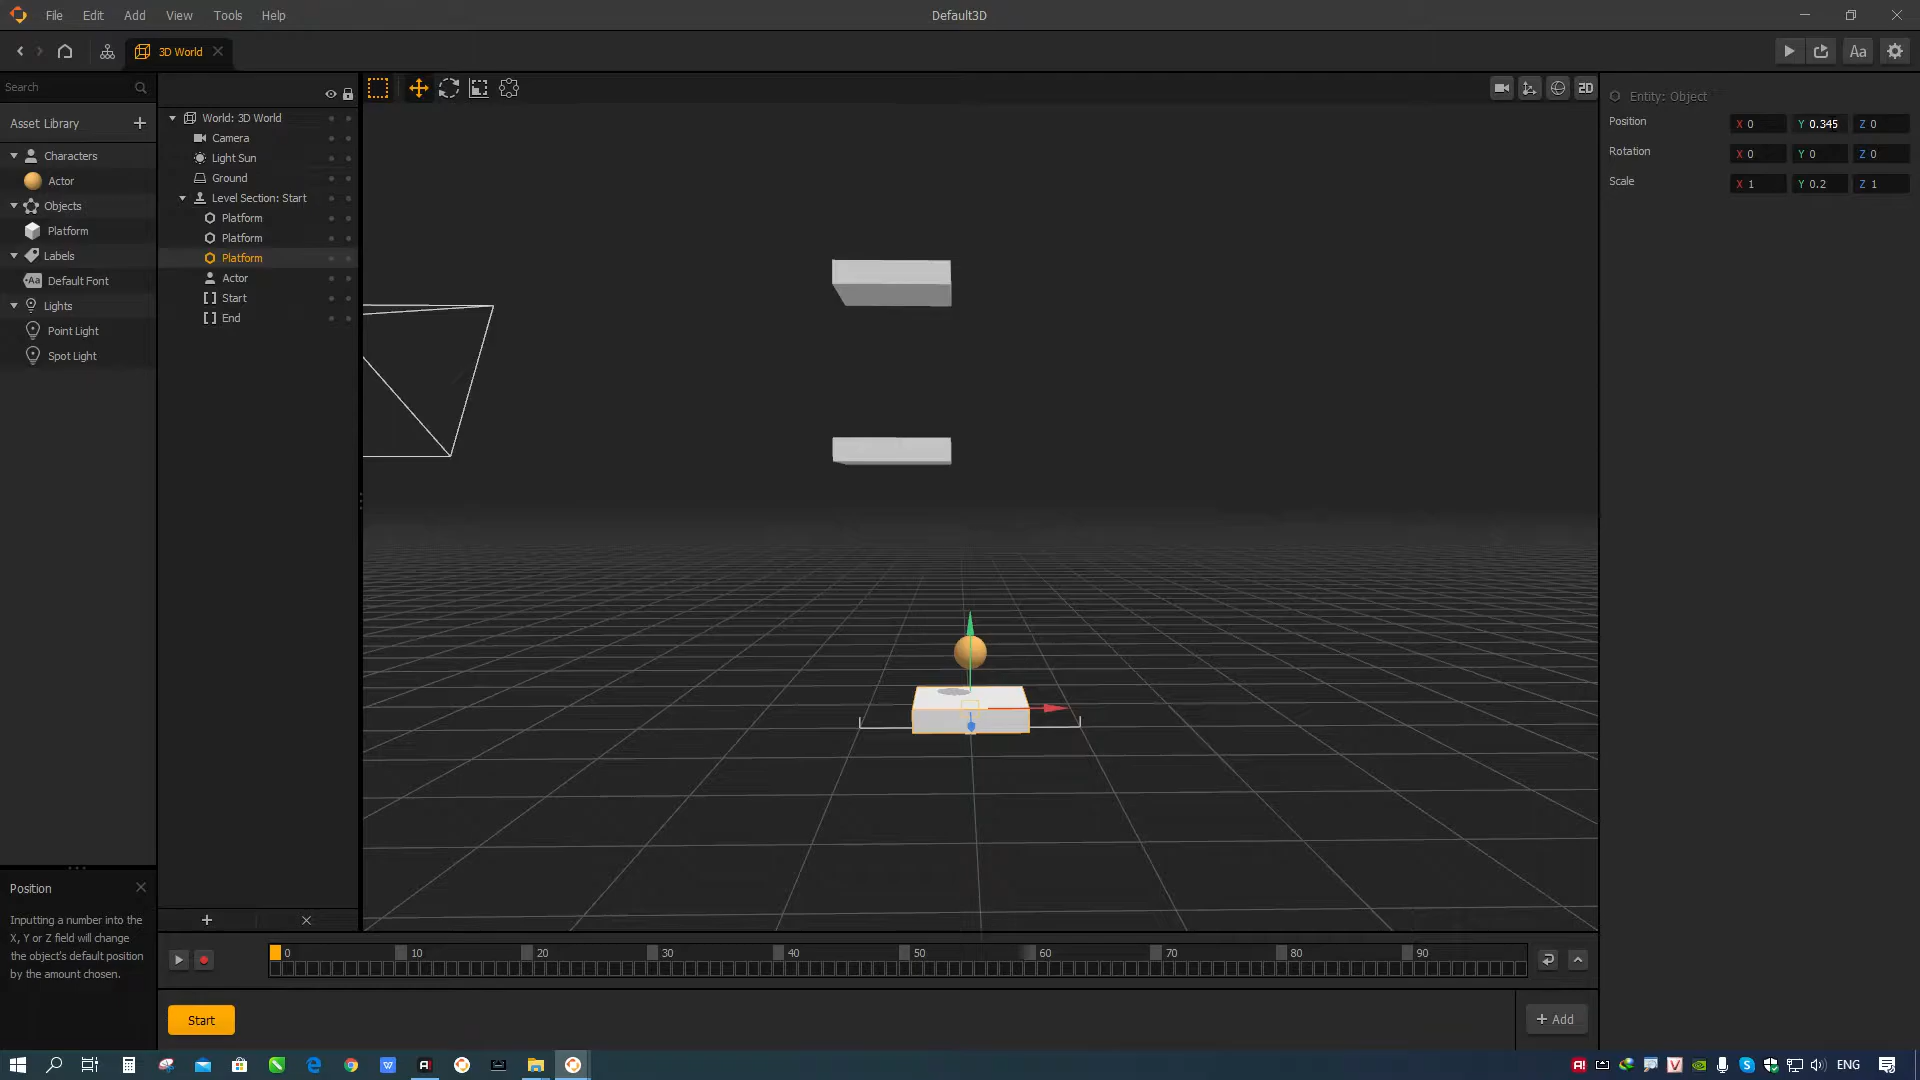 File Edit Add View Tools Help
Default3D
3D World
Aa
Search
Asset Library
Characters
Actor
Objects
Platform
Labels
Aa Default Font
Lights
Point Light
Spot Light
World: 3D World
Camera
Light Sun
Ground
Level Section: Start
Platform
Platform
Platform
Actor
Start
End
2D
Entity: Object
Position X 0 Y 0.345 Z 0
Rotation X 0 Y 0 Z 0
Scale X 1 Y 0.2 Z 1
Position
Inputting a number into the
X, Y or Z field will change
the object's default position
by the amount chosen.
0 10 20 30 40 50 60 70 80 90
Start
+ Add
ENG